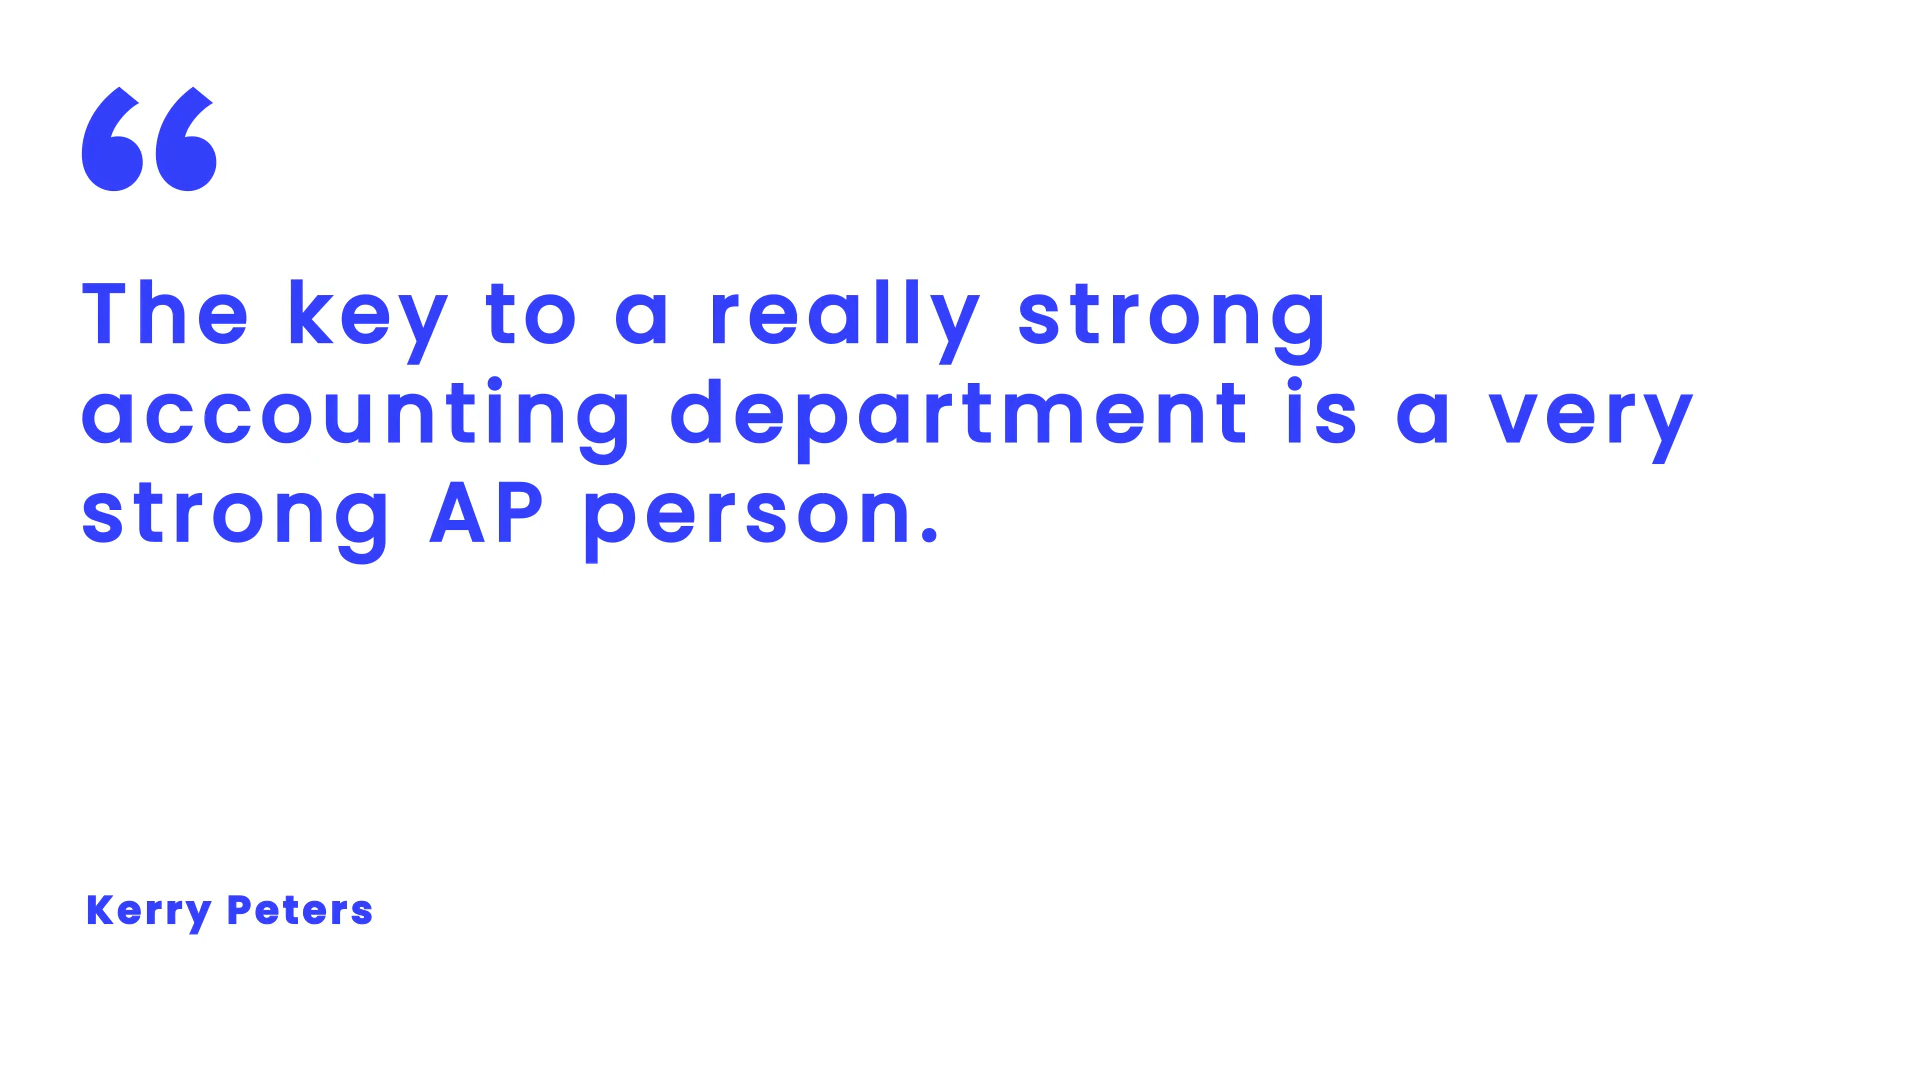 “
The key to a really strong
accounting department is a very
strong AP person.
Kerry Peters